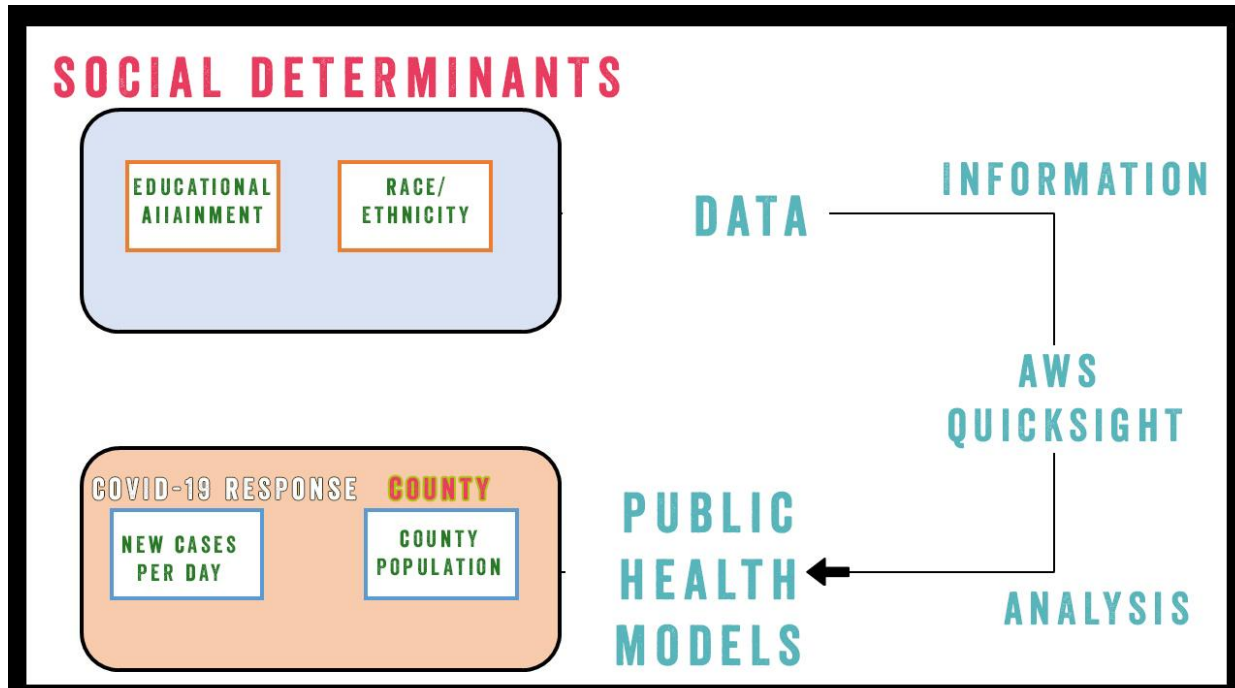 SOCIAL DETERMINANTS
EDUCATIONAL
AIIAINMENT
RACE/
ETHNICITY
DATA
INFORMATION
AWS
QUICKSIGHT
COVID-19 RESPONSE
COUNTY
NEW CASES
PER DAY
COUNTY
POPULATION
PUBLIC
HEALTH
MODELS
ANALYSIS